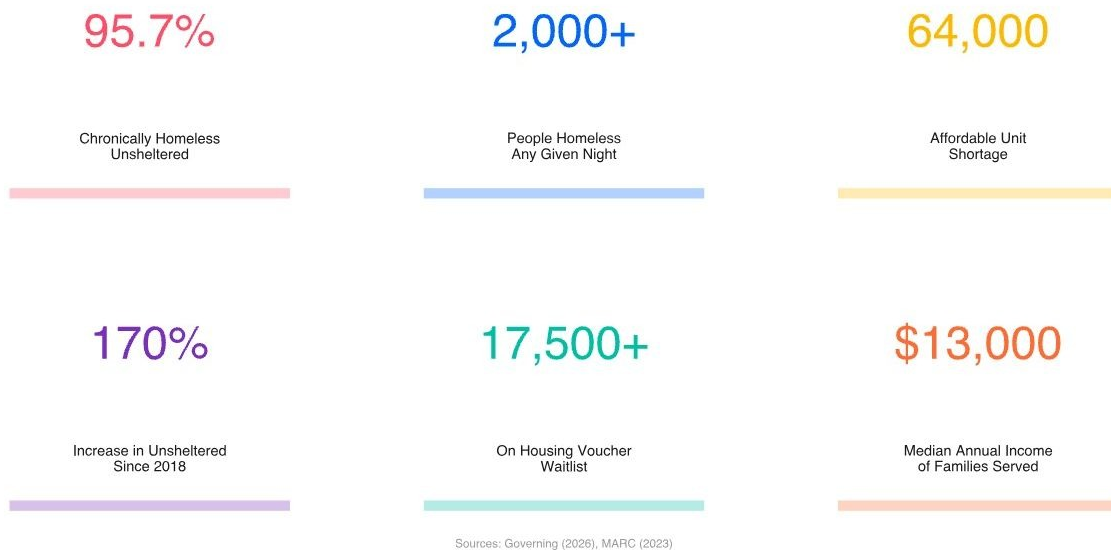 95.7%
2,000+
64,000
Chronically Homeless
Unsheltered
People Homeless
Any Given Night
Affordable Unit
Shortage
170%
17,500+
$13,000
Increase in Unsheltered
Since 2018
On Housing Voucher
Waitlist
Median Annual Income
of Families Served
Sources: Governing (2026), MARC (2023)